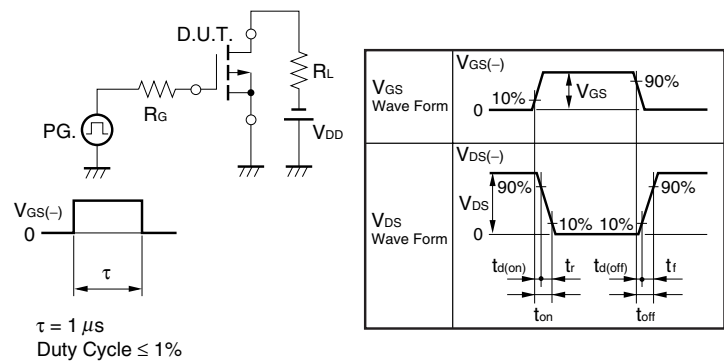 D.U.T.
RL
RG
PG.
VDD
VGS(−)
0
τ
τ = 1 μs
Duty Cycle ≤ 1%
VGS
Wave Form
VGS(−)
10%
VGS
90%
0
VDS
Wave Form
VDS(−)
90%
90%
VDS
10% 10%
0
td(on) tr td(off) tf
ton toff